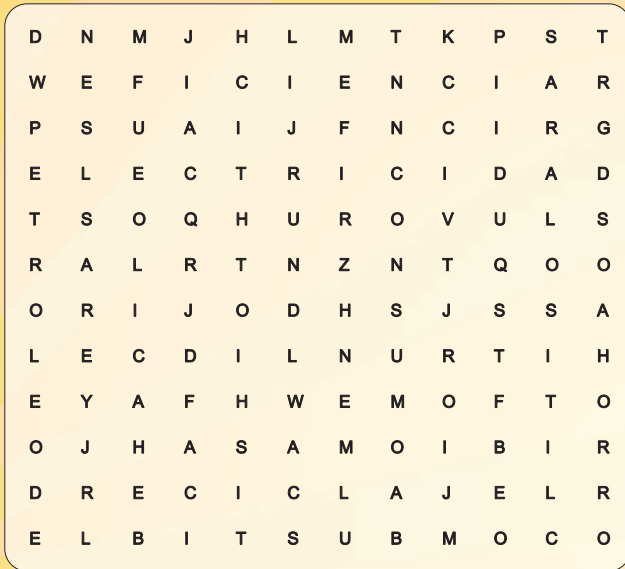 D N M J H L M T K P S T
W E F I C I E N C I A R
P S U A I J F N C I R G
E L E C T R I C I D A D
T S O Q H U R O V U L S
R A L R T N Z N T Q O O
O R I J O D H S J S S A
L E C D I L N U R T I H
E Y A F H W E M O F T O
O J H A S A M O I B I R
D R E C I C L A J E L R
E L B I T S U B M O C O